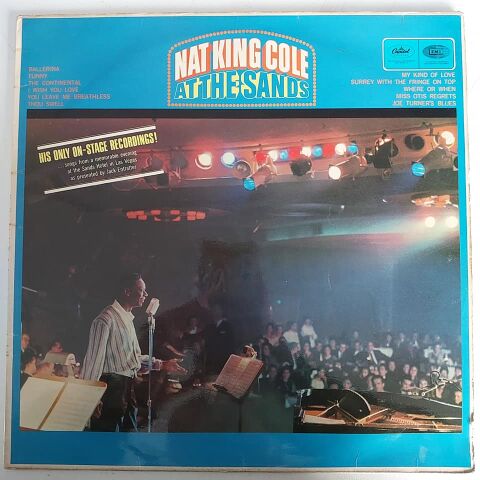 NAT KING COLE
AT THE SANDS
BALLERINA
FUNNY
THE CONTINENTAL
I WISH YOU LOVE
YOU LEAVE ME BREATHLESS
THOU SWELL
Capitol
EMI
MY KIND OF LOVE
SURREY WITH THE FRINGE ON TOP
WHERE OR WHEN
MISS OTIS REGRETS
JOE TURNER'S BLUES
HIS ONLY ON-STAGE RECORDINGS!
songs from a memorable evening
at the Sands Hotel in Las Vegas
as presented by Jack Entratter